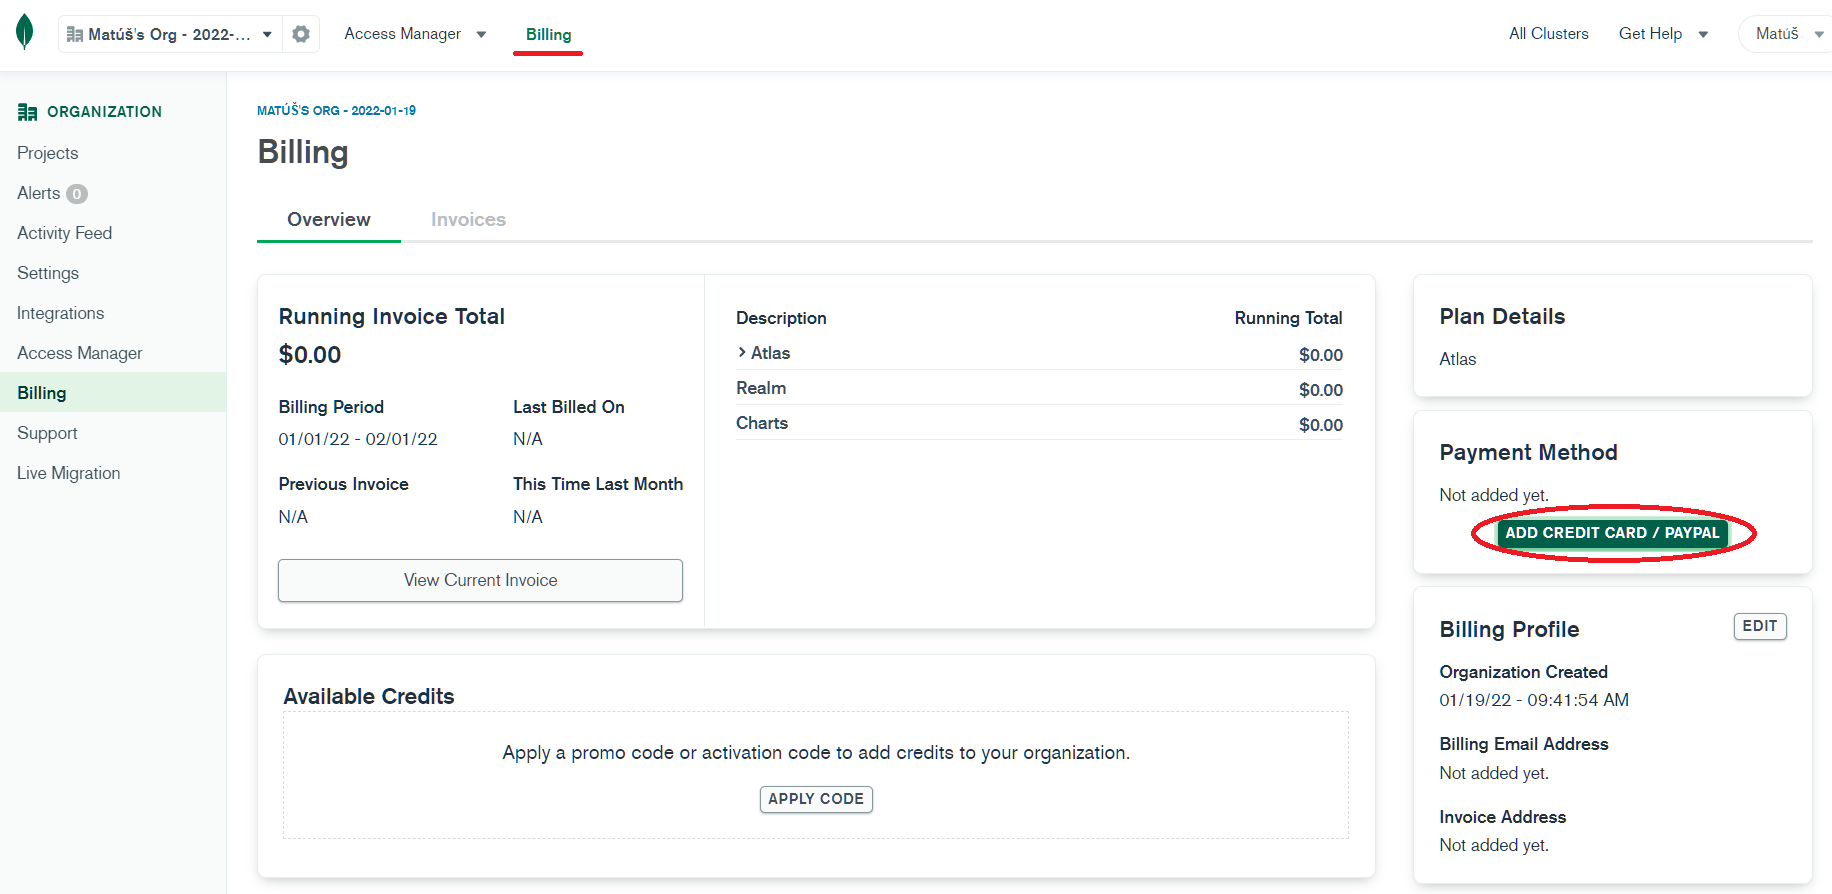 Matúš's Org - 2022-...
Access Manager
Billing
All Clusters
Get Help
Matúš
ORGANIZATION
Projects
Alerts 0
Activity Feed
Settings
Integrations
Access Manager
Billing
Support
Live Migration
MATÚŠ'S ORG - 2022-01-19
Billing
Overview
Invoices
Running Invoice Total
$0.00
Billing Period
01/01/22 - 02/01/22
Last Billed On
N/A
Previous Invoice
N/A
This Time Last Month
N/A
View Current Invoice
Description Running Total
Atlas $0.00
Realm $0.00
Charts $0.00
Available Credits
Apply a promo code or activation code to add credits to your organization.
APPLY CODE
Plan Details
Atlas
Payment Method
Not added yet.
ADD CREDIT CARD / PAYPAL
Billing Profile
EDIT
Organization Created
01/19/22 - 09:41:54 AM
Billing Email Address
Not added yet.
Invoice Address
Not added yet.